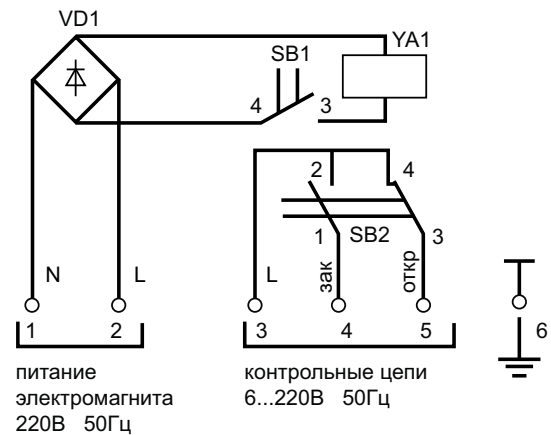 VD1
YA1
SB1
4
3
2
4
1
SB2
3
N
L
L
зак
откр
1
2
3
4
5
6
питание
электромагнита
220В 50Гц
контрольные цепи
6...220В 50Гц